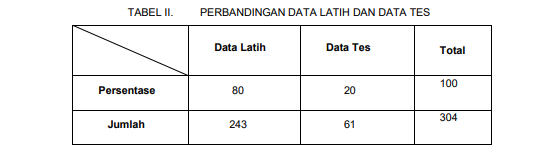 TABEL II. PERBANDINGAN DATA LATIH DAN DATA TES
Data Latih Data Tes Total
Persentase 80 20 100
Jumlah 243 61 304